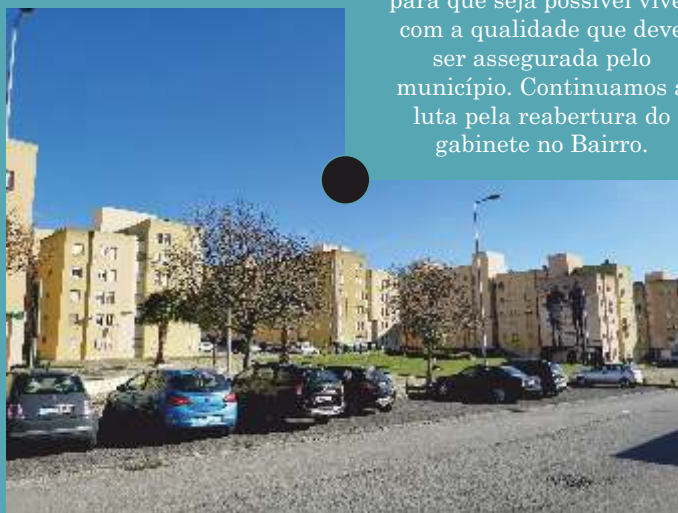 para que seja possível viver
com a qualidade que deve
ser assegurada pelo
município. Continuamos a
luta pela reabertura do
gabinete no Bairro.